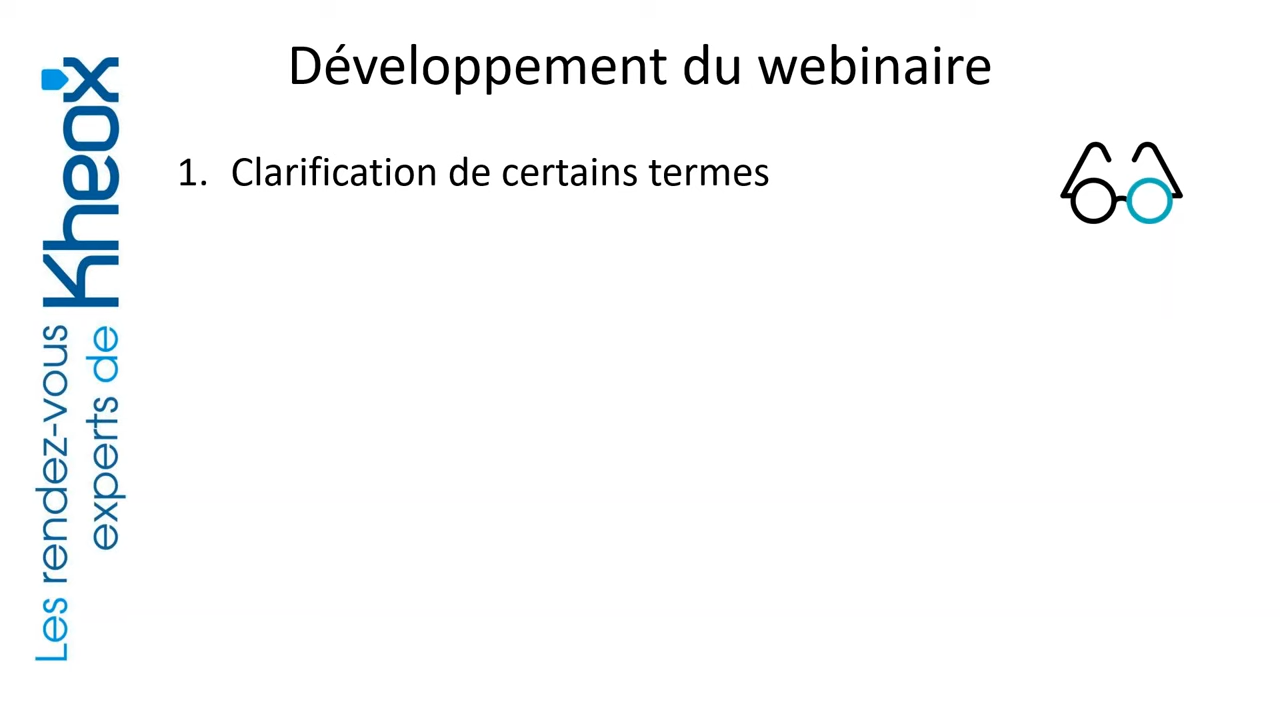 Développement du webinaire
1. Clarification de certains termes
Les rendez-vous
experts de
Kheox